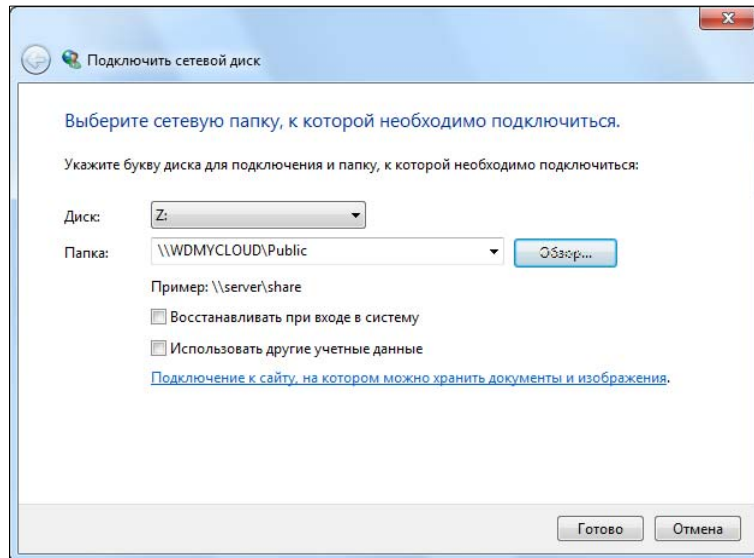 Подключить сетевой диск
Выберите сетевую папку, к которой необходимо подключиться.
Укажите букву диска для подключения и папку, к которой необходимо подключиться:
Диск: Z:
Папка: \\WDMYCLOUD\Public Обзор...
Пример: \\server\share
Восстанавливать при входе в систему
Использовать другие учетные данные
Подключение к сайту, на котором можно хранить документы и изображения.
Готово Отмена